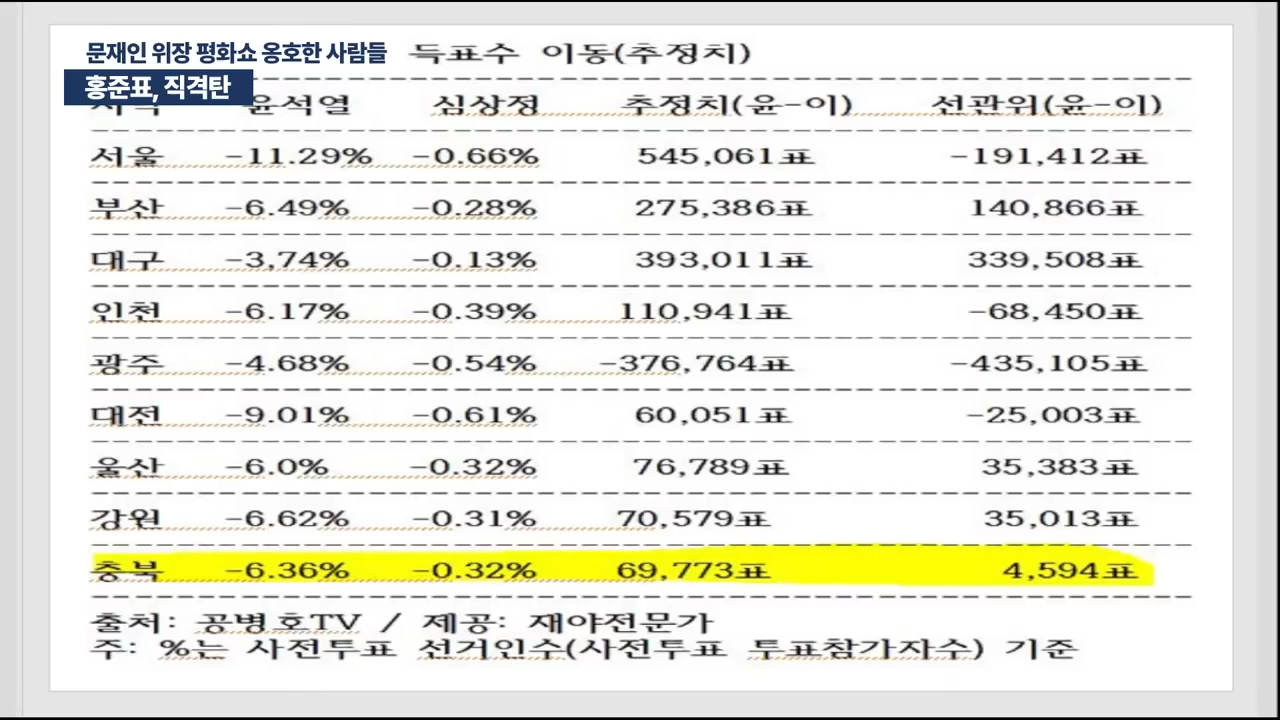 문재인 위장 평화쇼 옹호한 사람들 득표수 이동(추정치)
홍준표, 직격탄
윤석열 심상정 추정치(윤-이) 선관위(윤-이)
서울 -11.29% -0.66% 545,061표 -191,412표
부산 -6.49% -0.28% 275,386표 140,866표
대구 -3,74% -0.13% 393,011표 339,508표
인천 -6.17% -0.39% 110,941표 -68,450표
광주 -4.68% -0.54% -376,764표 -435,105표
대전 -9.01% -0.61% 60,051표 -25,003표
울산 -6.0% -0.32% 76,789표 35,383표
강원 -6.62% -0.31% 70,579표 35,013표
충북 -6.36% -0.32% 69,773표 4,594표
출처: 공병호TV / 제공: 재야전문가
주: %는 사전투표 선거인수(사전투표 투표참가자수) 기준